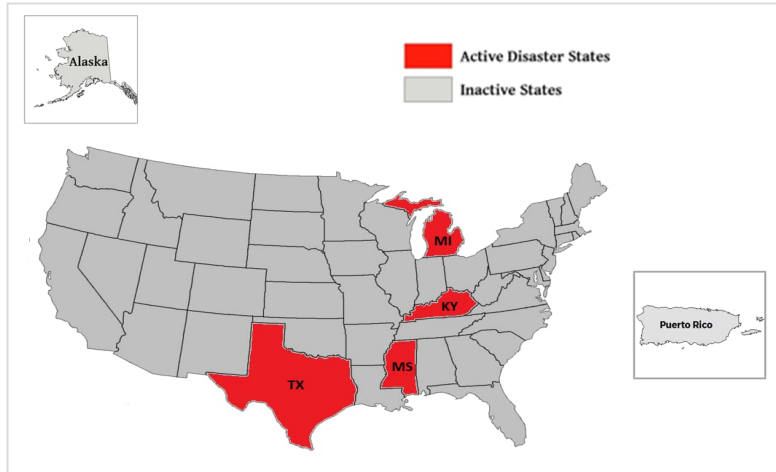 Alaska
Active Disaster States
Inactive States
MI
KY
MS
TX
Puerto Rico